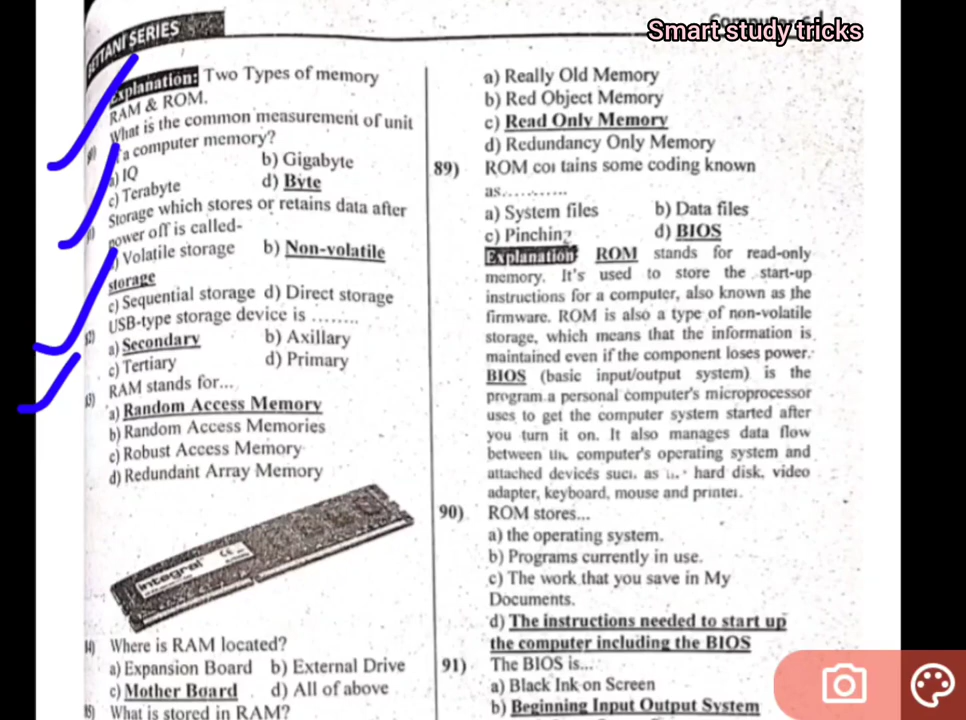 Smart study tricks
SERIES
Explanation: Two Types of memory
RAM & ROM.
What is the common measurement of unit
a computer memory?
a) IQ
b) Gigabyte
c) Terabyte
d) Byte
Storage which stores or retains data after
power off is called-
) Volatile storage b) Non-volatile
storage
c) Sequential storage d) Direct storage
USB-type storage device is ........
a) Secondary b) Axillary
c) Tertiary d) Primary
RAM stands for...
a) Random Access Memory
b) Random Access Memories
c) Robust Access Memory
d) Redundant Array Memory
integral
CE
Where is RAM located?
a) Expansion Board b) External Drive
c) Mother Board d) All of above
What is stored in RAM?
a) Really Old Memory
b) Red Object Memory
c) Read Only Memory
d) Redundancy Only Memory
89) ROM con tains some coding known
as...........
a) System files b) Data files
c) Pinching d) BIOS
Explanation ROM stands for read-only
memory. It's used to store the start-up
instructions for a computer, also known as the
firmware. ROM is also a type of non-volatile
storage, which means that the information is
maintained even if the component loses power.
BIOS (basic input/output system) is the
program a personal computer's microprocessor
uses to get the computer system started after
you turn it on. It also manages data flow
between the computer's operating system and
attached devices such as hard disk, video
adapter, keyboard, mouse and printer.
90) ROM stores...
a) the operating system.
b) Programs currently in use.
c) The work that you save in My
Documents.
d) The instructions needed to start up
the computer including the BIOS
91) The BIOS is...
a) Black Ink on Screen
b) Beginning Input Output System